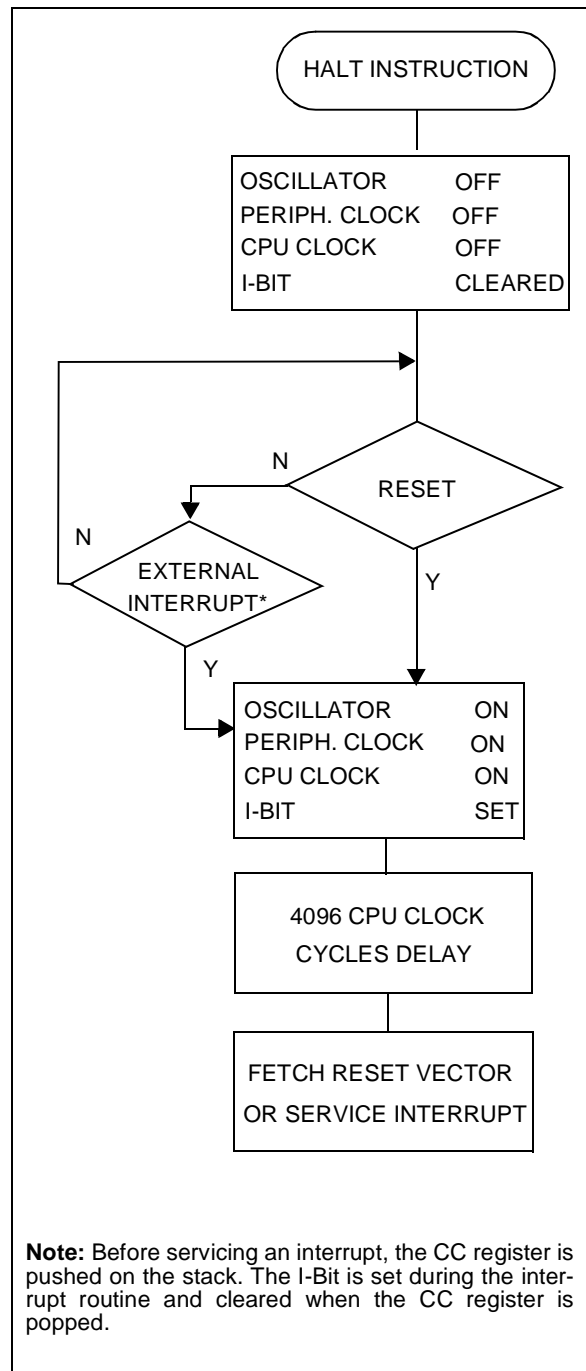 HALT INSTRUCTION
OSCILLATOR OFF
PERIPH. CLOCK OFF
CPU CLOCK OFF
I-BIT CLEARED
N
RESET
N
EXTERNAL
INTERRUPT*
Y
Y
OSCILLATOR ON
PERIPH. CLOCK ON
CPU CLOCK ON
I-BIT SET
4096 CPU CLOCK
CYCLES DELAY
FETCH RESET VECTOR
OR SERVICE INTERRUPT
Note: Before servicing an interrupt, the CC register is
pushed on the stack. The I-Bit is set during the inter-
rupt routine and cleared when the CC register is
popped.